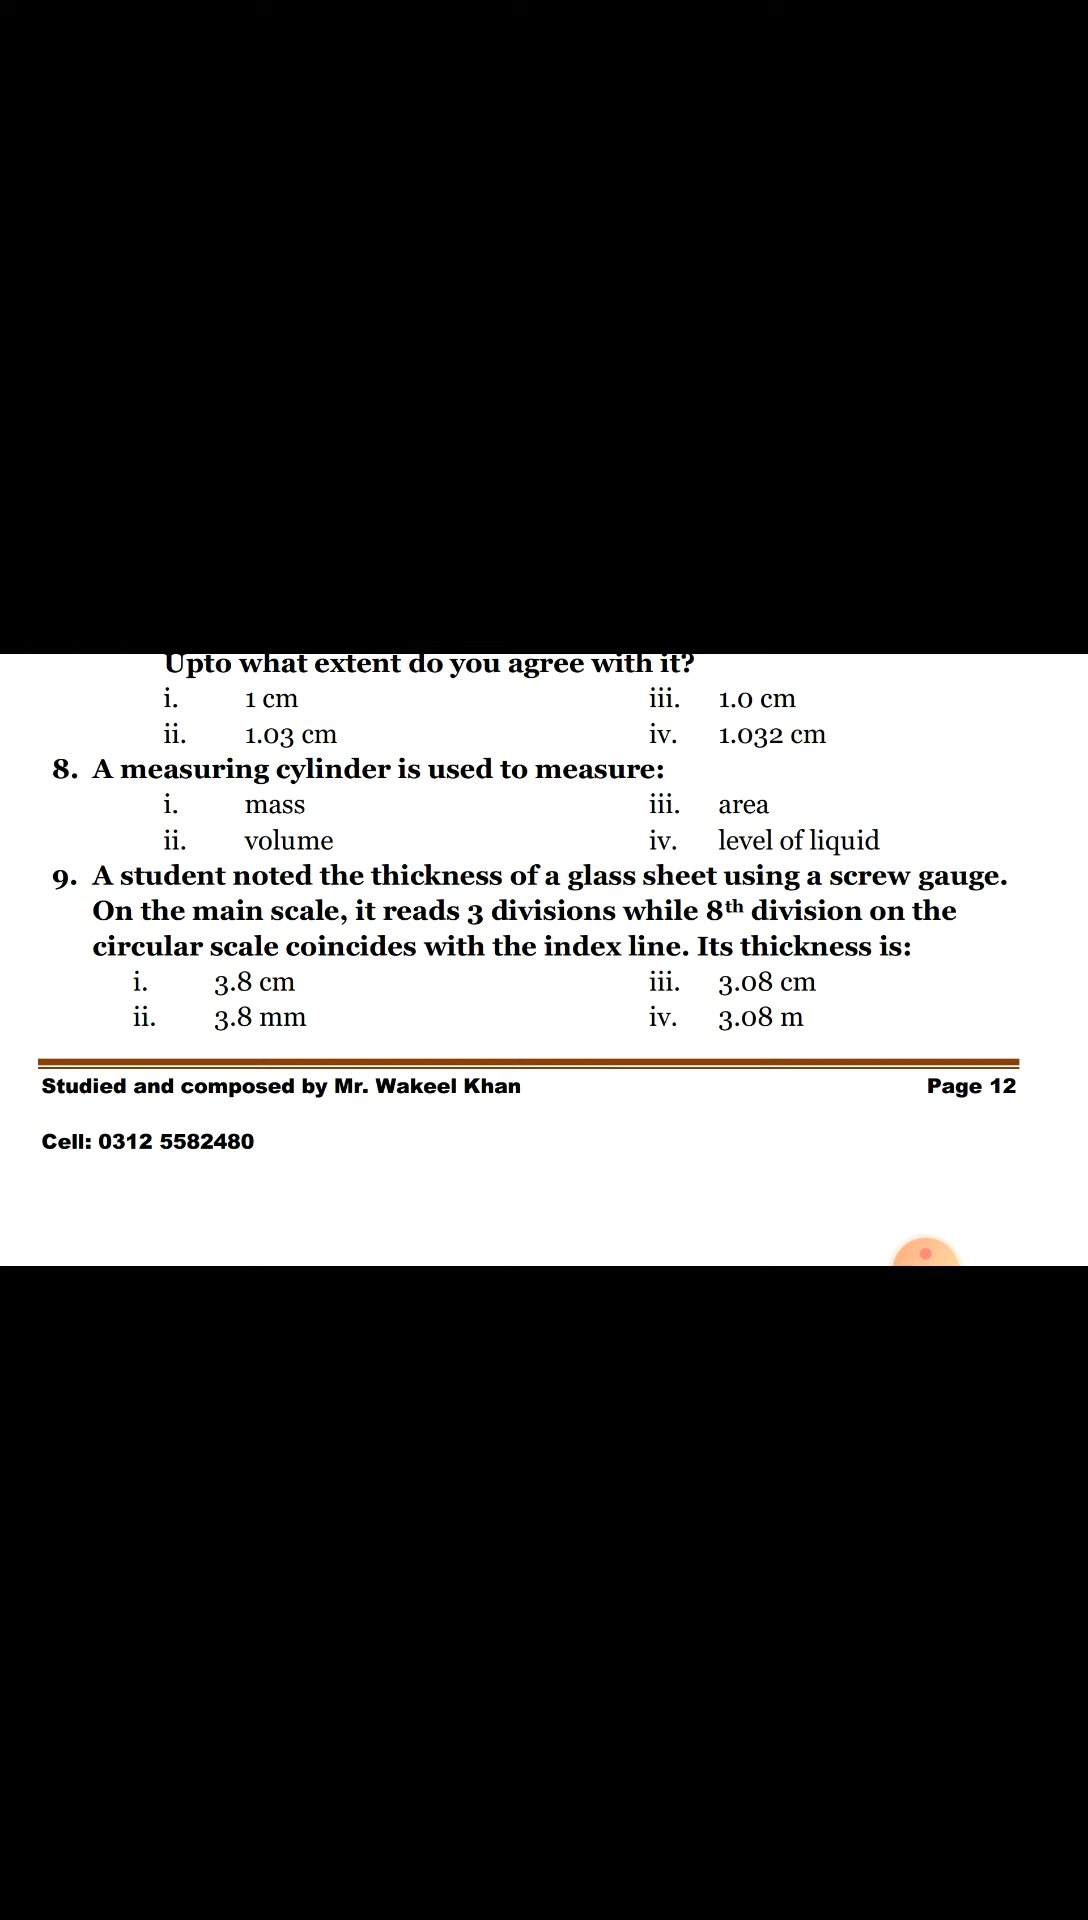 Upto what extent do you agree with it?
i. 1 cm iii. 1.0 cm
ii. 1.03 cm iv. 1.032 cm
8. A measuring cylinder is used to measure:
i. mass iii. area
ii. volume iv. level of liquid
9. A student noted the thickness of a glass sheet using a screw gauge.
On the main scale, it reads 3 divisions while 8th division on the
circular scale coincides with the index line. Its thickness is:
i. 3.8 cm iii. 3.08 cm
ii. 3.8 mm iv. 3.08 m
Studied and composed by Mr. Wakeel Khan Page 12
Cell: 0312 5582480